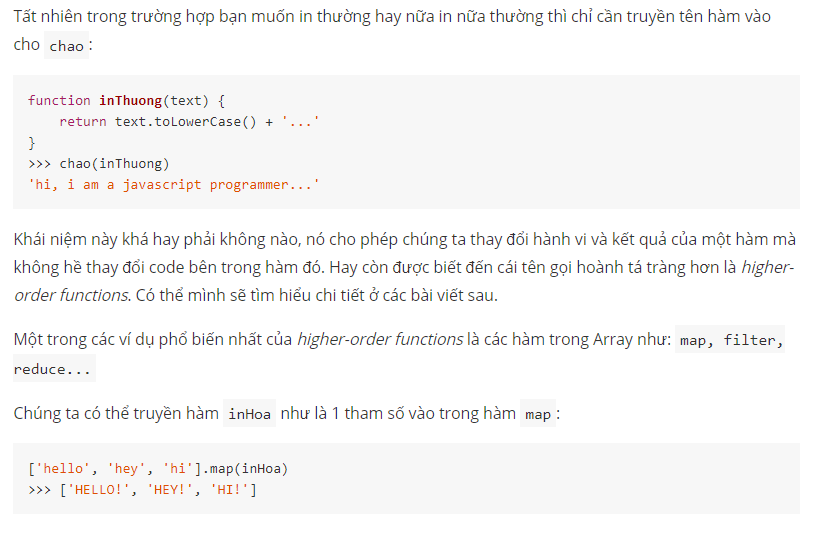 Tất nhiên trong trường hợp bạn muốn in thường hay nữa in nữa thường thì chỉ cần truyền tên hàm vào
cho chao :
function inThuong(text) {
    return text.toLowerCase() + '...'
}
>>> chao(inThuong)
'hi, i am a javascript programmer...'
Khái niệm này khá hay phải không nào, nó cho phép chúng ta thay đổi hành vi và kết quả của một hàm mà
không hề thay đổi code bên trong hàm đó. Hay còn được biết đến cái tên gọi hoành tá tràng hơn là higher-
order functions. Có thể mình sẽ tìm hiểu chi tiết ở các bài viết sau.
Một trong các ví dụ phổ biến nhất của higher-order functions là các hàm trong Array như: map, filter,
reduce...
Chúng ta có thể truyền hàm inHoa như là 1 tham số vào trong hàm map :
['hello', 'hey', 'hi'].map(inHoa)
>>> ['HELLO!', 'HEY!', 'HI!']